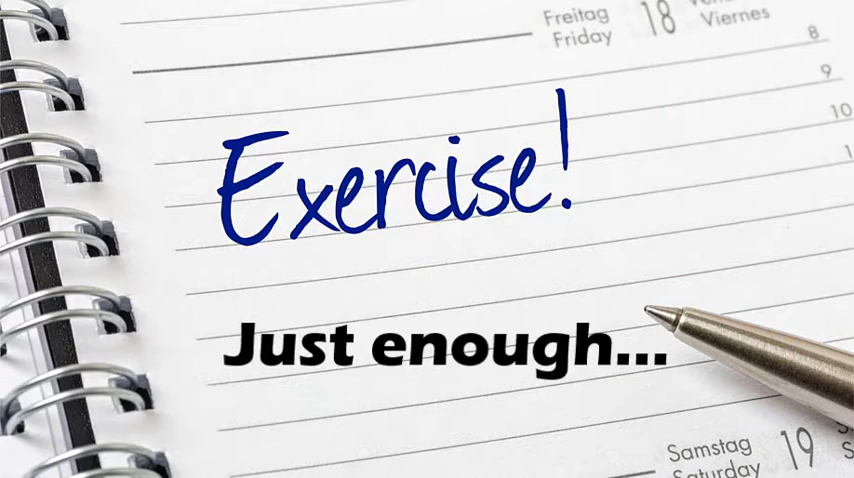 Freitag 18
Friday Viernes
8
9
10
Exercise!
Just enough...
Samstag 19
Saturday